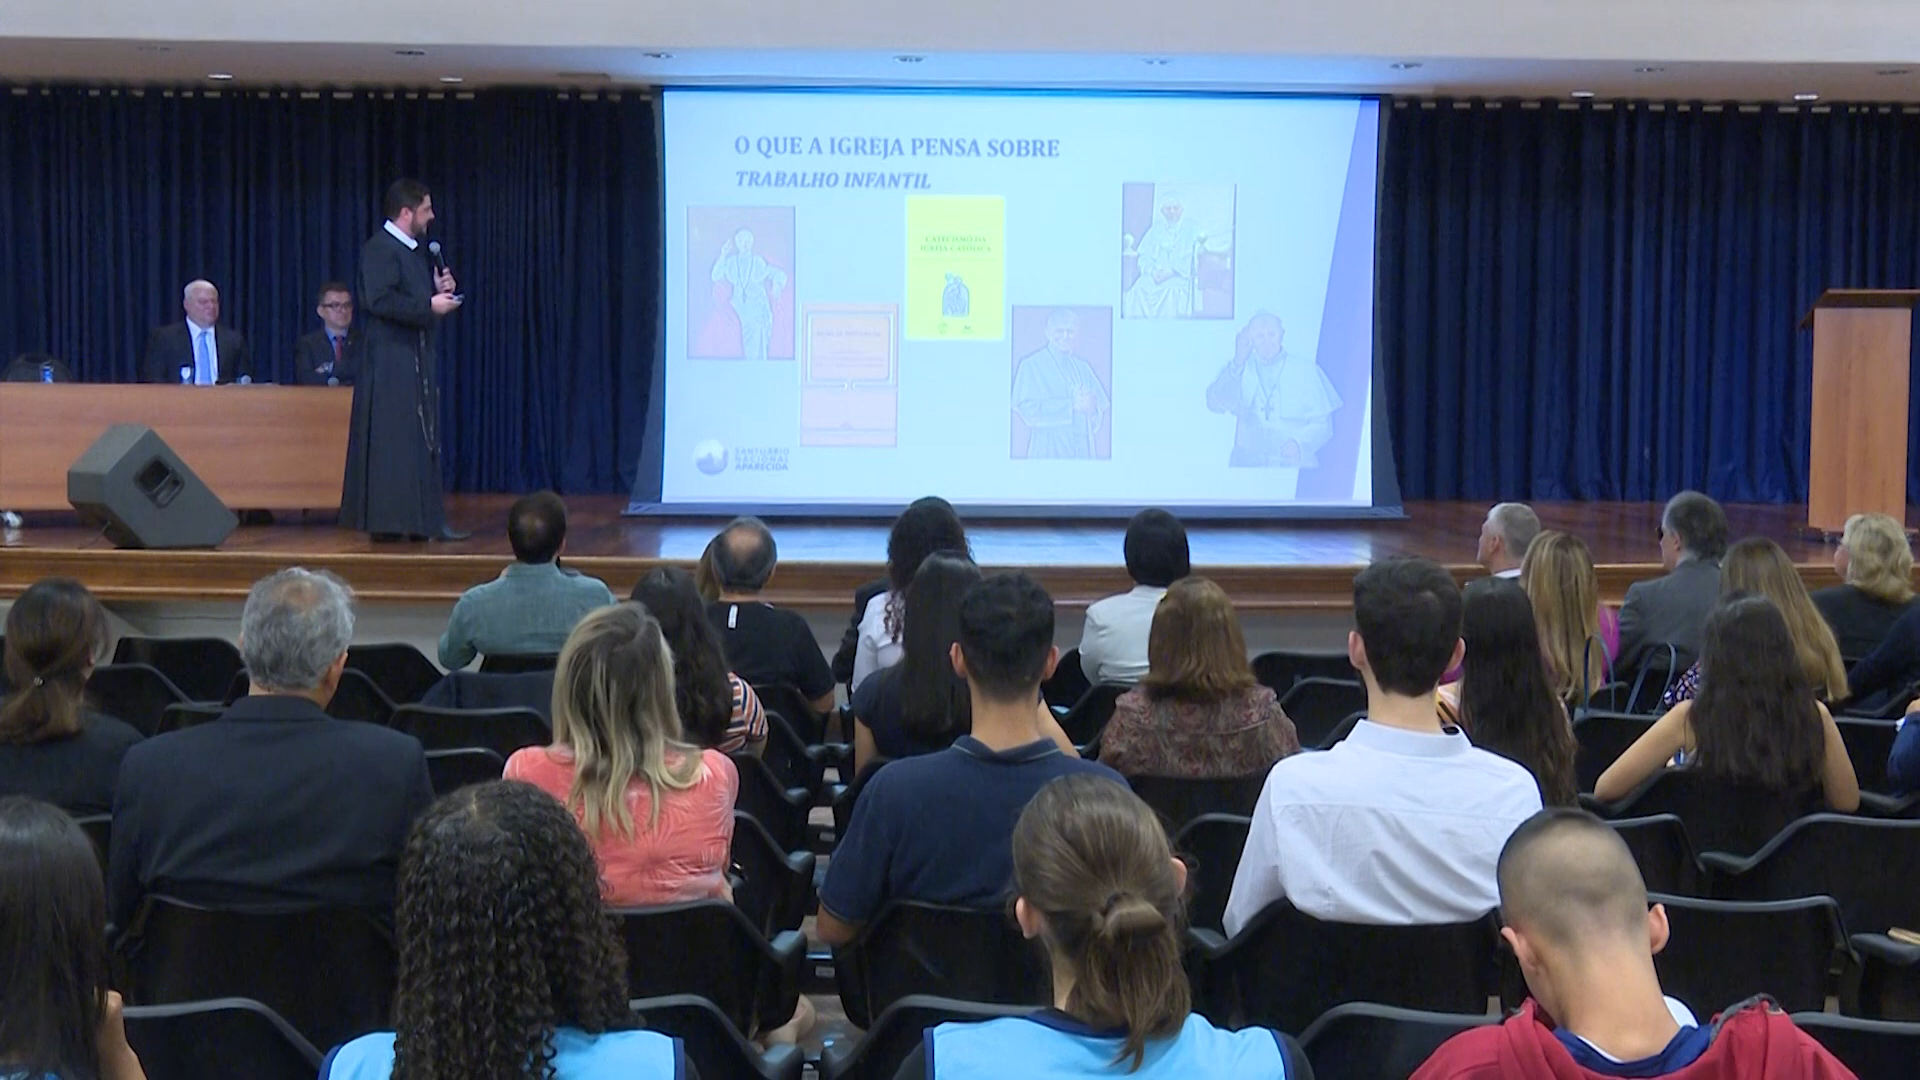 O QUE A IGREJA PENSA SOBRE
TRABALHO INFANTIL
CATECISMO DA
IGREJA CATÓLICA
SANTUÁRIO
NACIONAL
APARECIDA